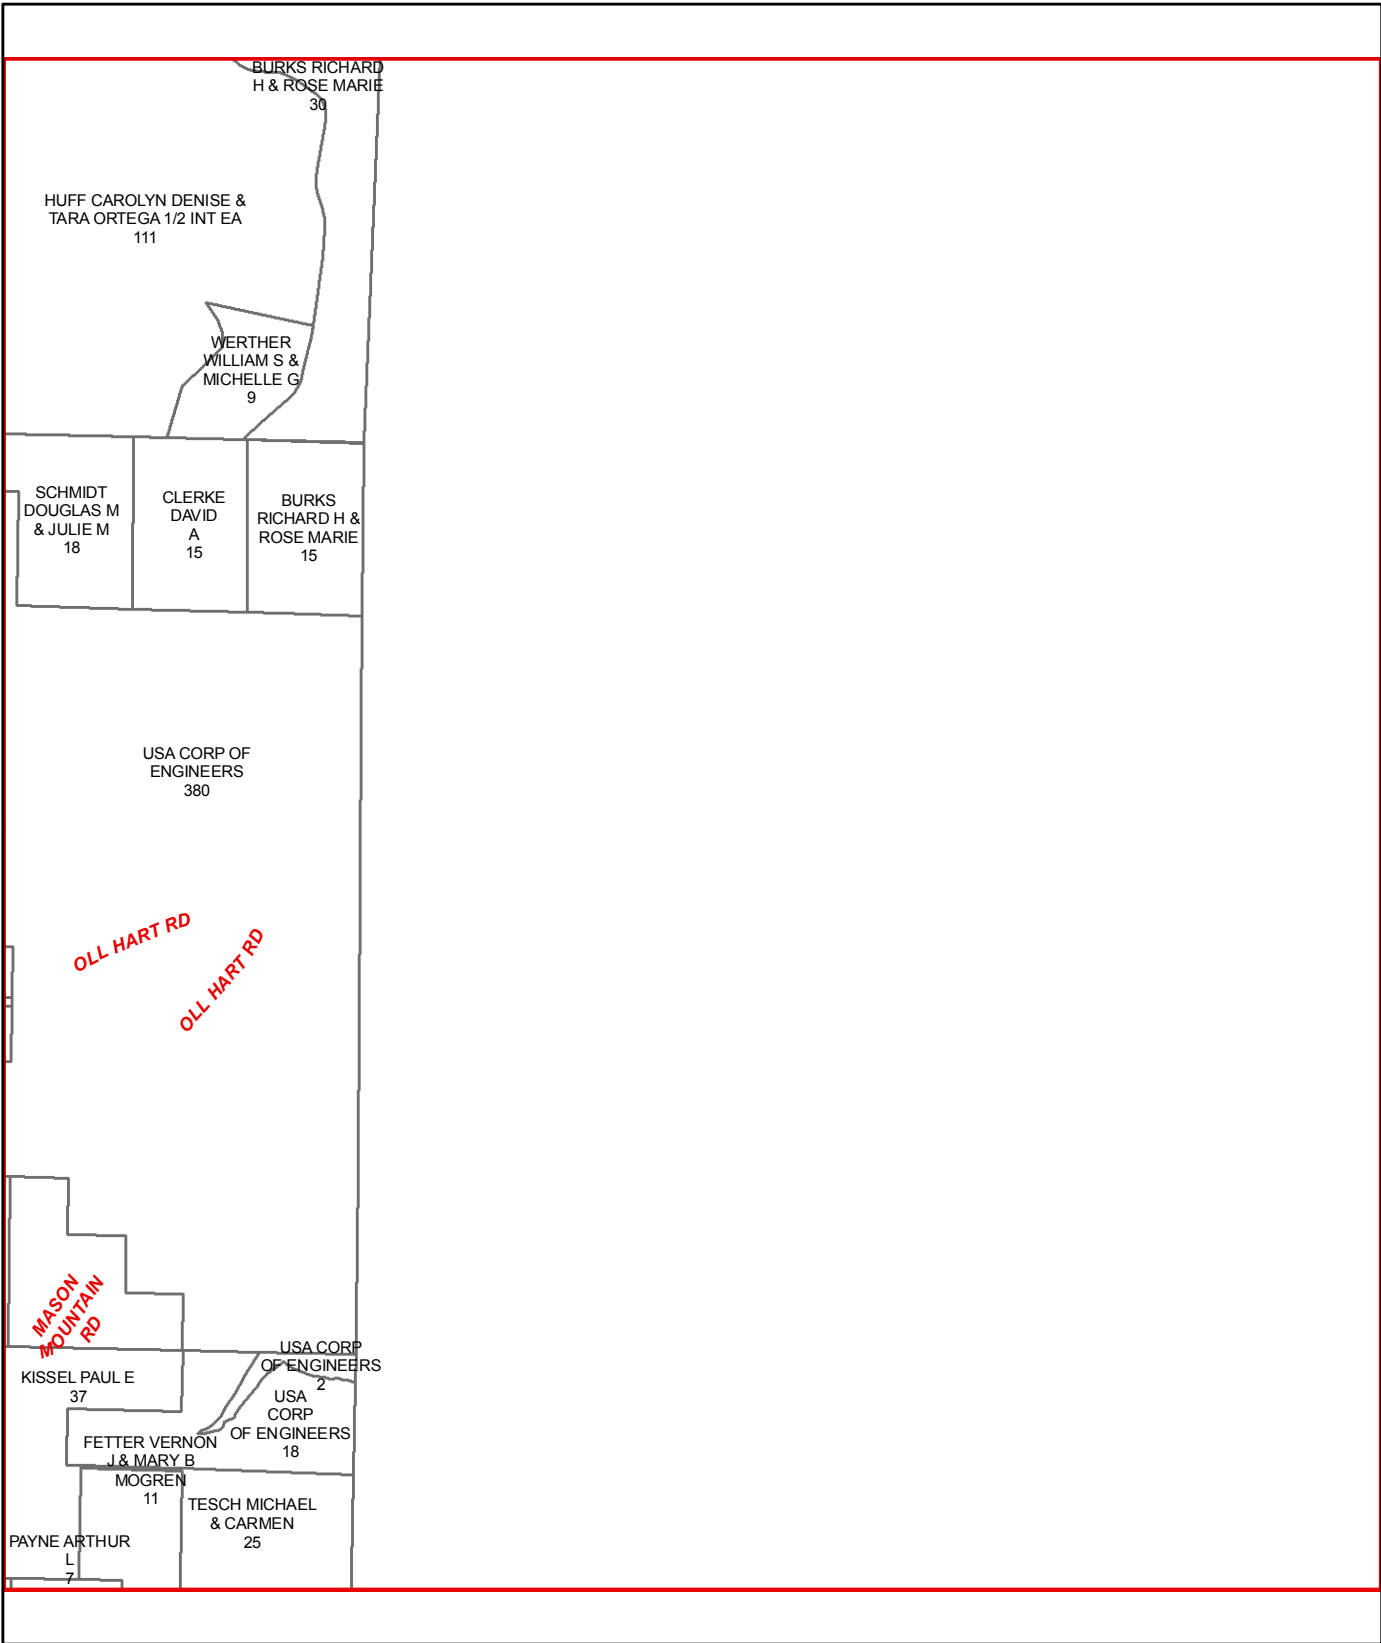 BURKS RICHARD
H & ROSE MARIE
30
HUFF CAROLYN DENISE &
TARA ORTEGA 1/2 INT EA
111
WERTHER
WILLIAM S &
MICHELLE G
9
SCHMIDT
DOUGLAS M
& JULIE M
18
CLERKE
DAVID
A
15
BURKS
RICHARD H &
ROSE MARIE
15
USA CORP OF
ENGINEERS
380
OLL HART RD
OLL HART RD
MASON
MOUNTAIN
RD
USA CORP
OF ENGINEERS
2
KISSEL PAUL E
37
USA
CORP
OF ENGINEERS
18
FETTER VERNON
J & MARY B
MOGREN
11
TESCH MICHAEL
& CARMEN
25
PAYNE ARTHUR
L
7